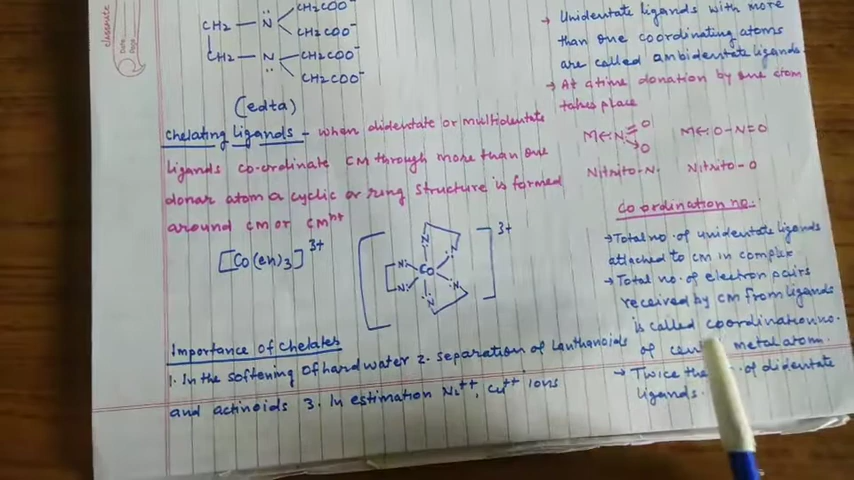 classmate
Date
Page
CH2 — N̈ CH2COO-
CH2COO-
CH2 — N̈ CH2COO-
CH2COO-
(edta)
chelating ligands - when didentate or multidentate
ligands co-ordinate CM through more than one
donar atom a cyclic or ring structure is formed
around cm or cmn+
[Co(en)3]3+
N N N N N N Co 3+
Importance of chelates
1. In the softening of hard water 2. separation of lanthanoids
and actinoids 3. In estimation Ni++, Cu++ ions
→ Unidentate ligands with more
than one coordinating atoms
are called ambidentate ligands.
→ At a time donation by one atom
takes place
M←N O O M←O-N=O
Nitrito-N. Nitrito-O
Coordination no:-
→ Total no. of unidentate ligands
attached to cm in complex
→ Total no. of electron pairs
received by cm from ligands
is called coordination no.
of metal atom.
→ Twice the of didentate
ligands.